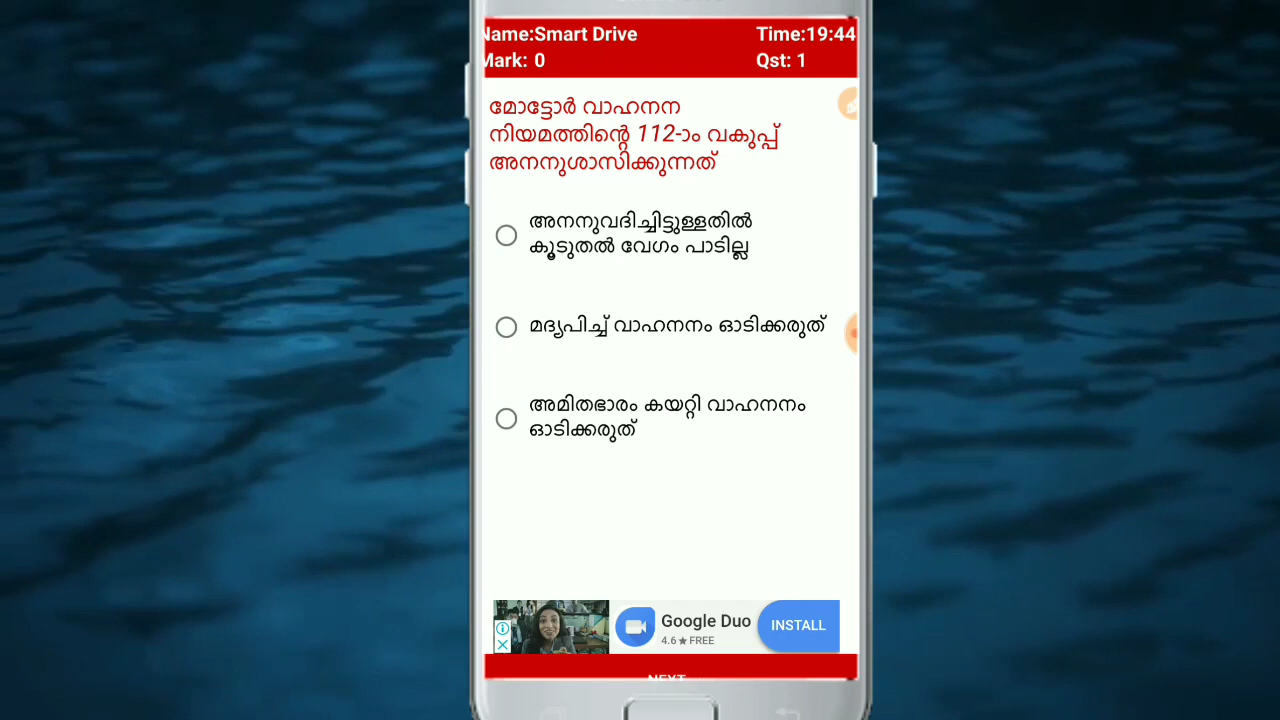 Name:Smart Drive Time:19:44
Mark: 0 Qst: 1
മോട്ടോർ വാഹനന
നിയമത്തിന്റെ 112-ാം വകുപ്പ്
അനനുശാസിക്കുന്നത്
അനനുവദിച്ചിട്ടുള്ളതിൽ
കൂടുതൽ വേഗം പാടില്ല
മദ്യപിച്ച് വാഹനനം ഓടിക്കരുത്
അമിതഭാരം കയറ്റി വാഹനനം
ഓടിക്കരുത്
Google Duo
4.6★FREE
INSTALL
NEXT